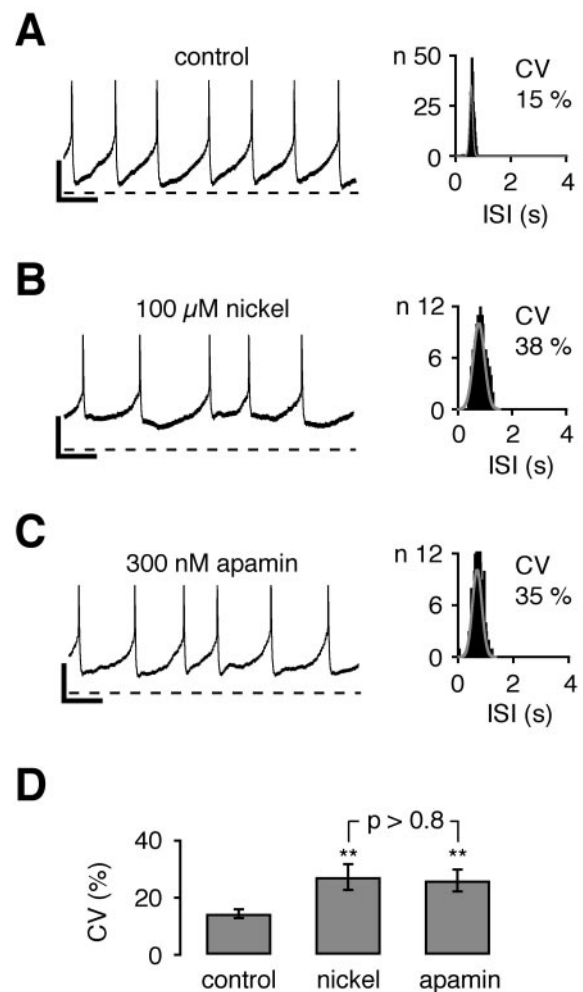 A
control
n 50
25
0
CV
15 %
0 2 4
ISI (s)
B
100 µM nickel
n 12
6
0
CV
38 %
0 2 4
ISI (s)
C
300 nM apamin
n 12
6
0
CV
35 %
0 2 4
ISI (s)
D
p > 0.8
** **
40
20
0
CV (%)
control nickel apamin